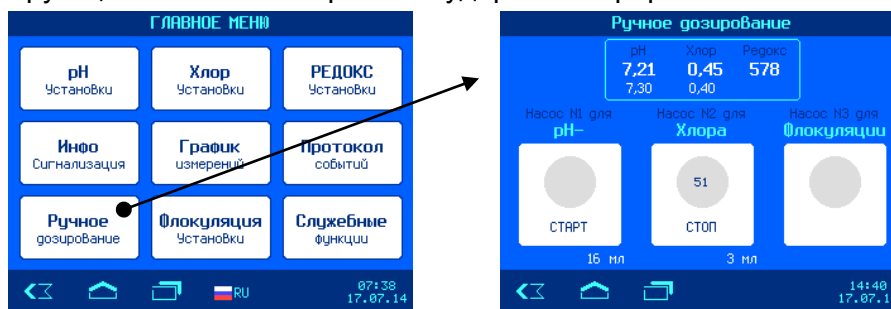 ГЛАВНОЕ МЕНЮ
pH
Установки
Хлор
Установки
РЕДОКС
Установки
Инфо
Сигнализация
График
измерений
Протокол
событий
Ручное
дозирование
Флокуляция
Установки
Служебные
функции
RU
07:38
17.07.14
Ручное дозирование
pH Хлор Редокс
7,21 0,45 578
7,30 0,40
Насос N1 для
pH-
Насос N2 для
Хлора
Насос N3 для
Флокуляции
СТАРТ
51
СТОП
16 мл
3 мл
14:40
17.07.1